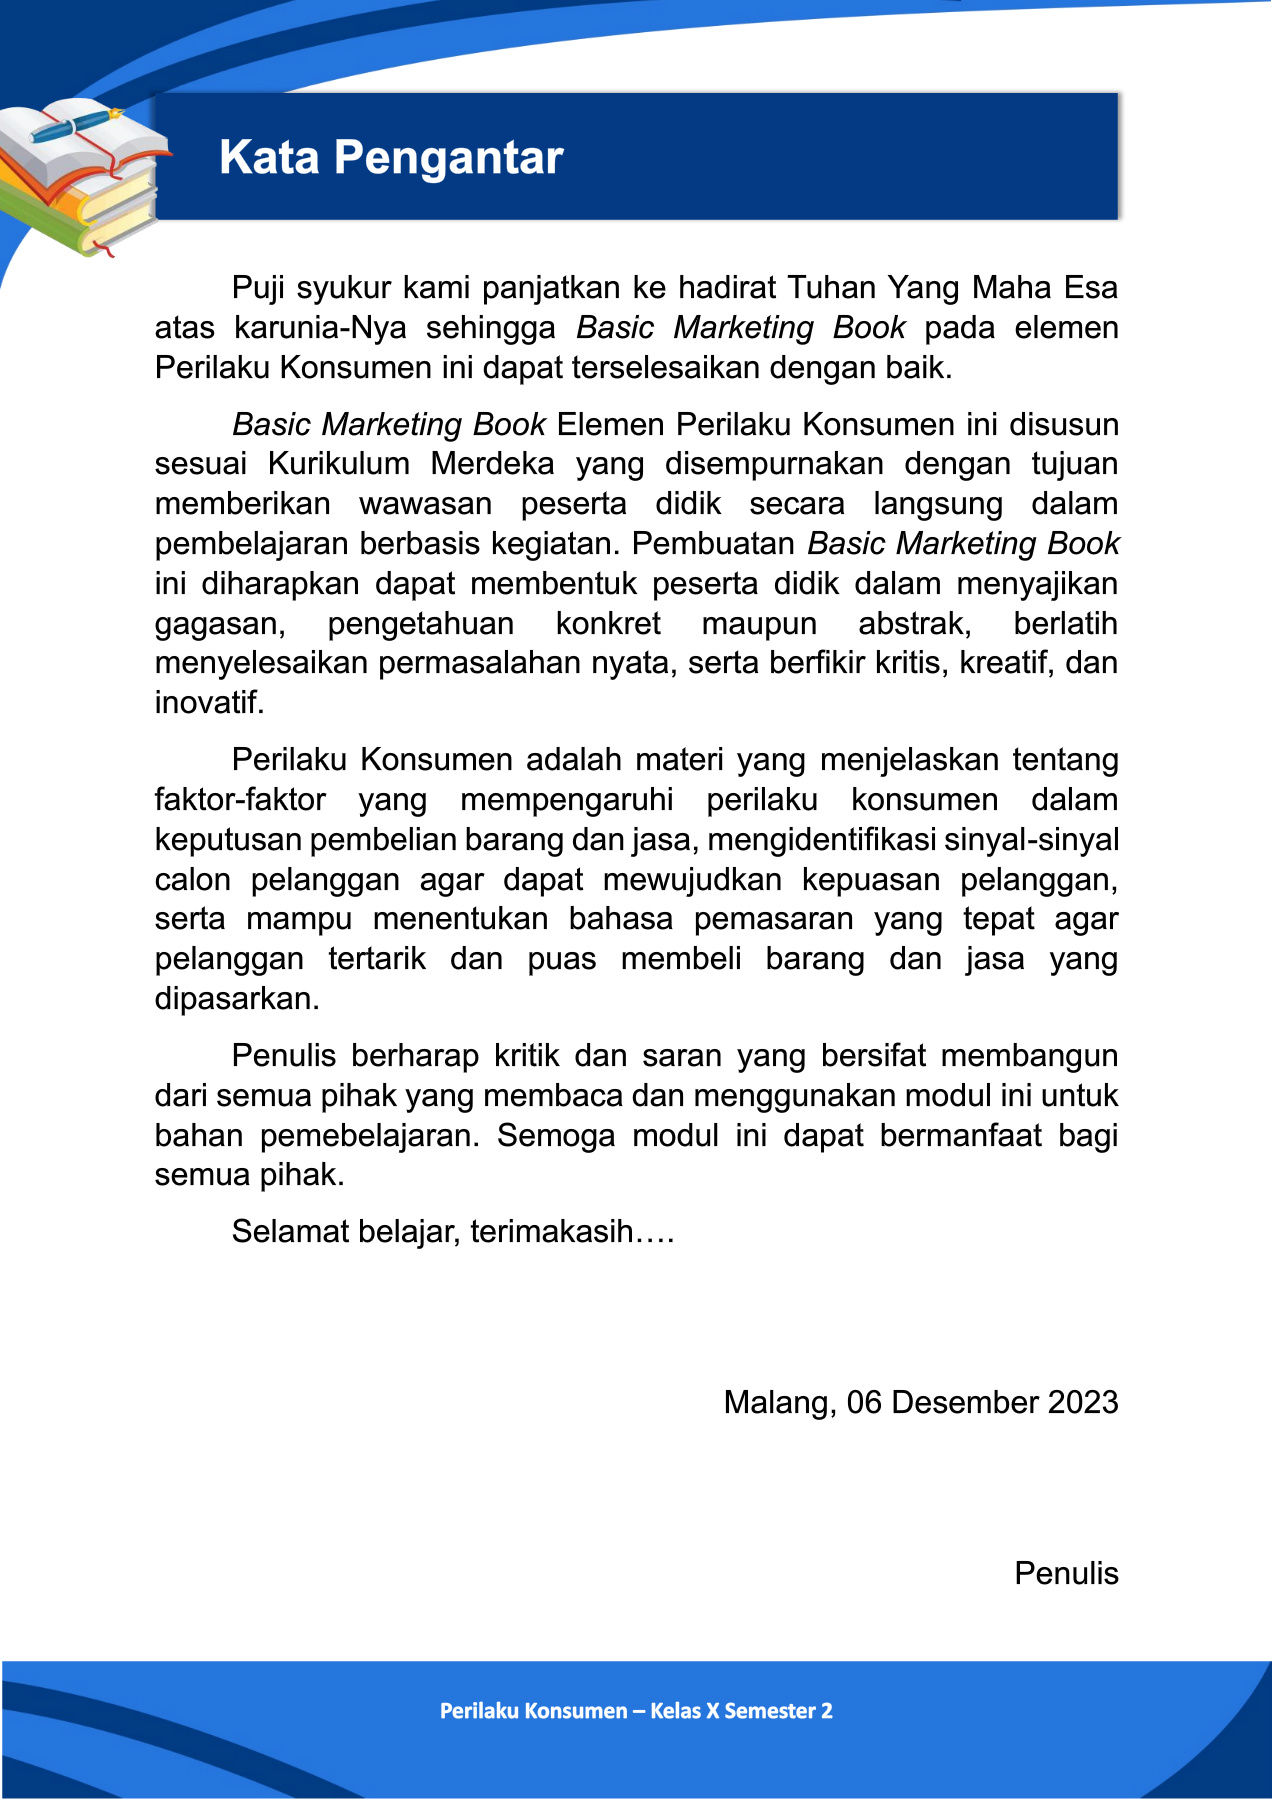 Kata Pengantar
Puji syukur kami panjatkan ke hadirat Tuhan Yang Maha Esa
atas karunia-Nya sehingga Basic Marketing Book pada elemen
Perilaku Konsumen ini dapat terselesaikan dengan baik.
Basic Marketing Book Elemen Perilaku Konsumen ini disusun
sesuai Kurikulum Merdeka yang disempurnakan dengan tujuan
memberikan wawasan peserta didik secara langsung dalam
pembelajaran berbasis kegiatan. Pembuatan Basic Marketing Book
ini diharapkan dapat membentuk peserta didik dalam menyajikan
gagasan, pengetahuan konkret maupun abstrak, berlatih
menyelesaikan permasalahan nyata, serta berfikir kritis, kreatif, dan
inovatif.
Perilaku Konsumen adalah materi yang menjelaskan tentang
faktor-faktor yang mempengaruhi perilaku konsumen dalam
keputusan pembelian barang dan jasa, mengidentifikasi sinyal-sinyal
calon pelanggan agar dapat mewujudkan kepuasan pelanggan,
serta mampu menentukan bahasa pemasaran yang tepat agar
pelanggan tertarik dan puas membeli barang dan jasa yang
dipasarkan.
Penulis berharap kritik dan saran yang bersifat membangun
dari semua pihak yang membaca dan menggunakan modul ini untuk
bahan pemebelajaran. Semoga modul ini dapat bermanfaat bagi
semua pihak.
Selamat belajar, terimakasih….
Malang, 06 Desember 2023
Penulis
Perilaku Konsumen – Kelas X Semester 2